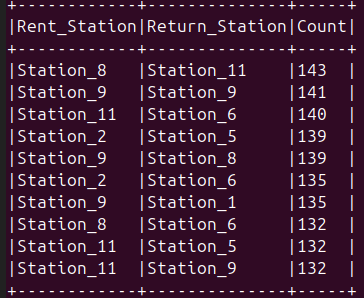 +------------+--------------+-----+
|Rent_Station|Return_Station|Count|
+------------+--------------+-----+
|Station_8   |Station_11    |143  |
|Station_9   |Station_9     |141  |
|Station_11  |Station_6     |140  |
|Station_2   |Station_5     |139  |
|Station_9   |Station_8     |139  |
|Station_2   |Station_6     |135  |
|Station_9   |Station_1     |135  |
|Station_8   |Station_6     |132  |
|Station_11  |Station_5     |132  |
|Station_11  |Station_9     |132  |
+------------+--------------+-----+